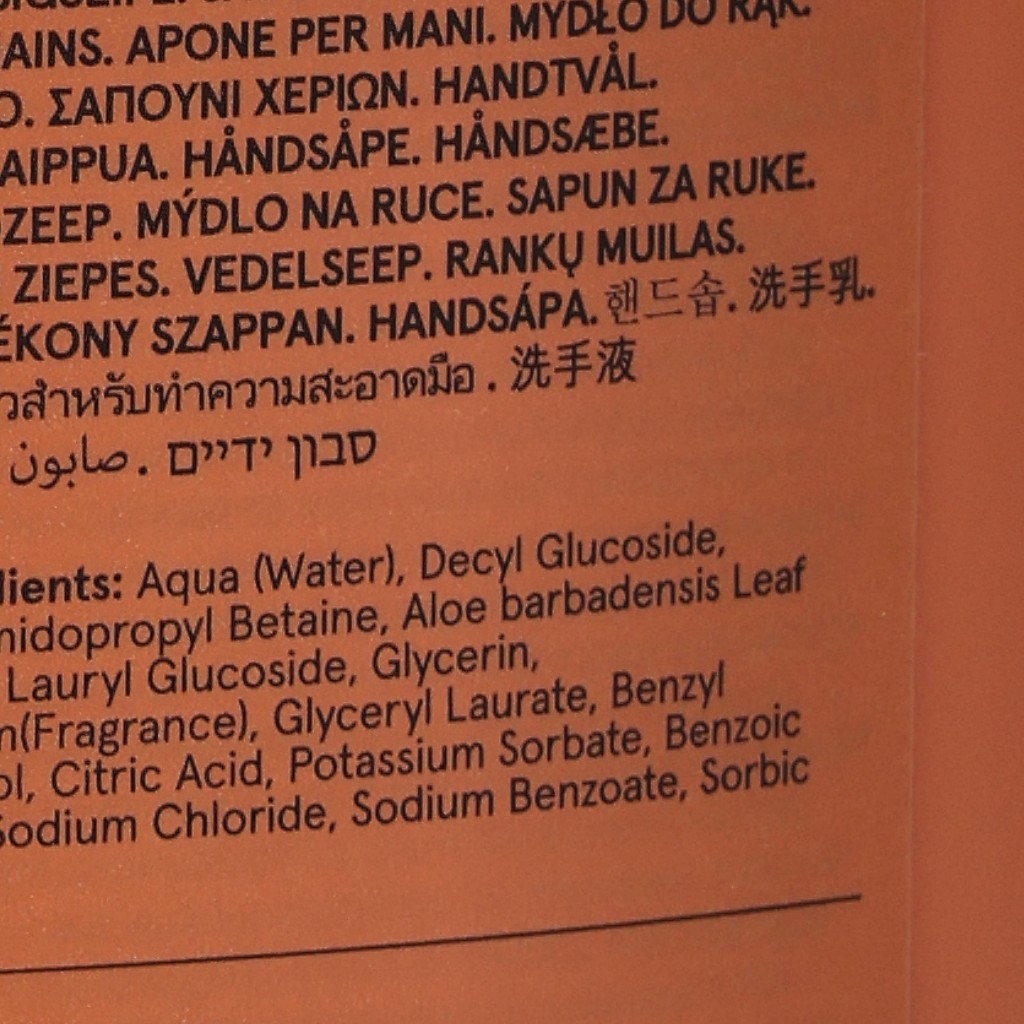 AINS. APONE PER MANI. MYDŁO DO RĄK.
O. ΣΑΠΟΥΝΙ ΧΕΡΙΩΝ. HANDTVÅL.
AIPPUA. HÅNDSÅPE. HÅNDSÆBE.
ZEEP. MÝDLO NA RUCE. SAPUN ZA RUKE.
ZIEPES. VEDELSEEP. RANKŲ MUILAS.
ÉKONY SZAPPAN. HANDSÁPA. 핸드솝. 洗手乳.
วสำหรับทำความสะอาดมือ . 洗手液
סבון ידיים . صابون
lients: Aqua (Water), Decyl Glucoside,
midopropyl Betaine, Aloe barbadensis Leaf
Lauryl Glucoside, Glycerin,
n(Fragrance), Glyceryl Laurate, Benzyl
ol, Citric Acid, Potassium Sorbate, Benzoic
Sodium Chloride, Sodium Benzoate, Sorbic